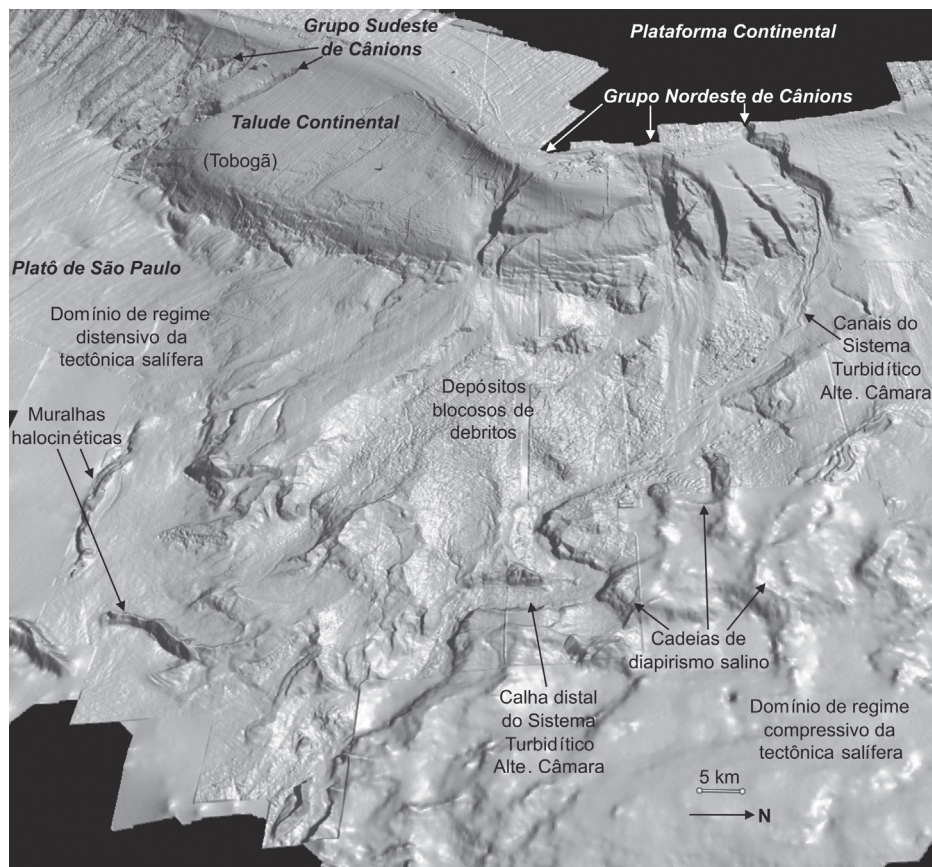 Grupo Sudeste
de Cânions
Plataforma Continental
Grupo Nordeste de Cânions
Talude Continental
(Tobogã)
Platô de São Paulo
Domínio de regime
distensivo da
tectônica salífera
Canais do
Sistema
Turbidítico
Alte. Câmara
Depósitos
blocosos de
debritos
Muralhas
halocinéticas
Cadeias de
diapirismo salino
Calha distal
do Sistema
Turbidítico
Alte. Câmara
Domínio de regime
compressivo da
tectônica salífera
5 km
N